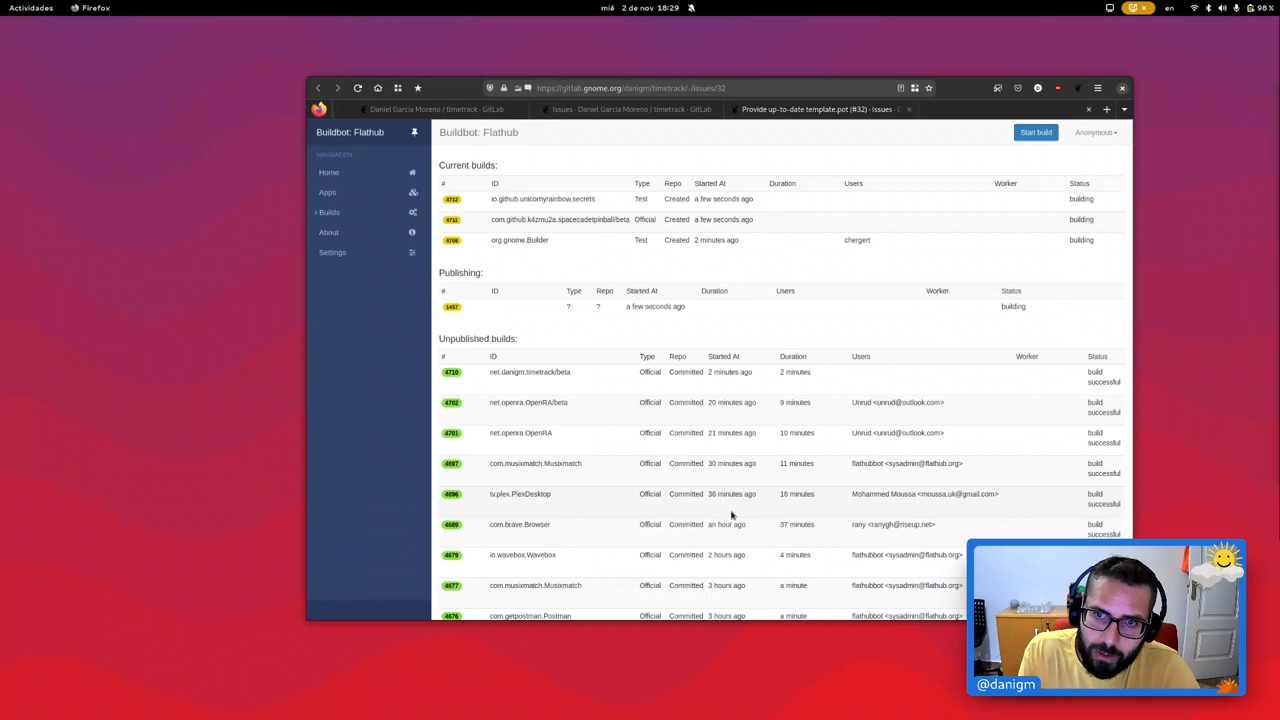 Actividades Firefox mié 2 de nov 18:29 en 98 %
https://gitlab.gnome.org/danigm/timetrack/-/issues/32
Daniel Garcia Moreno / timetrack · GitLab Issues · Daniel Garcia Moreno / timetrack · GitLab Provide up-to-date template.pot (#32) · Issues ·
Buildbot: Flathub Buildbot: Flathub Start build Anonymous
NAVIGATION
Home
Apps
Builds
About
Settings
Current builds:
# ID Type Repo Started At Duration Users Worker Status
4712 io.github.unicornyrainbow.secrets Test Created a few seconds ago building
4711 com.github.k4zmu2a.spacecadetpinball/beta Official Created a few seconds ago building
4708 org.gnome.Builder Test Created 2 minutes ago chergert building
Publishing:
# ID Type Repo Started At Duration Users Worker Status
1457 ? ? a few seconds ago building
Unpublished builds:
# ID Type Repo Started At Duration Users Worker Status
4710 net.danigm.timetrack/beta Official Committed 2 minutes ago 2 minutes build
successful
4702 net.openra.OpenRA/beta Official Committed 20 minutes ago 9 minutes Unrud <unrud@outlook.com> build
successful
4701 net.openra.OpenRA Official Committed 21 minutes ago 10 minutes Unrud <unrud@outlook.com> build
successful
4697 com.musixmatch.Musixmatch Official Committed 30 minutes ago 11 minutes flathubbot <sysadmin@flathub.org> build
successful
4696 tv.plex.PlexDesktop Official Committed 36 minutes ago 16 minutes Mohammed Moussa <moussa.uk@gmail.com> build
successful
4689 com.brave.Browser Official Committed an hour ago 37 minutes rany <ranygh@riseup.net> build
successful
4679 io.wavebox.Wavebox Official Committed 2 hours ago 4 minutes flathubbot <sysadmin@flathub.org>
4677 com.musixmatch.Musixmatch Official Committed 3 hours ago a minute flathubbot <sysadmin@flathub.org>
4676 com.getpostman.Postman Official Committed 3 hours ago a minute flathubbot <sysadmin@flathub.org>
@danigm